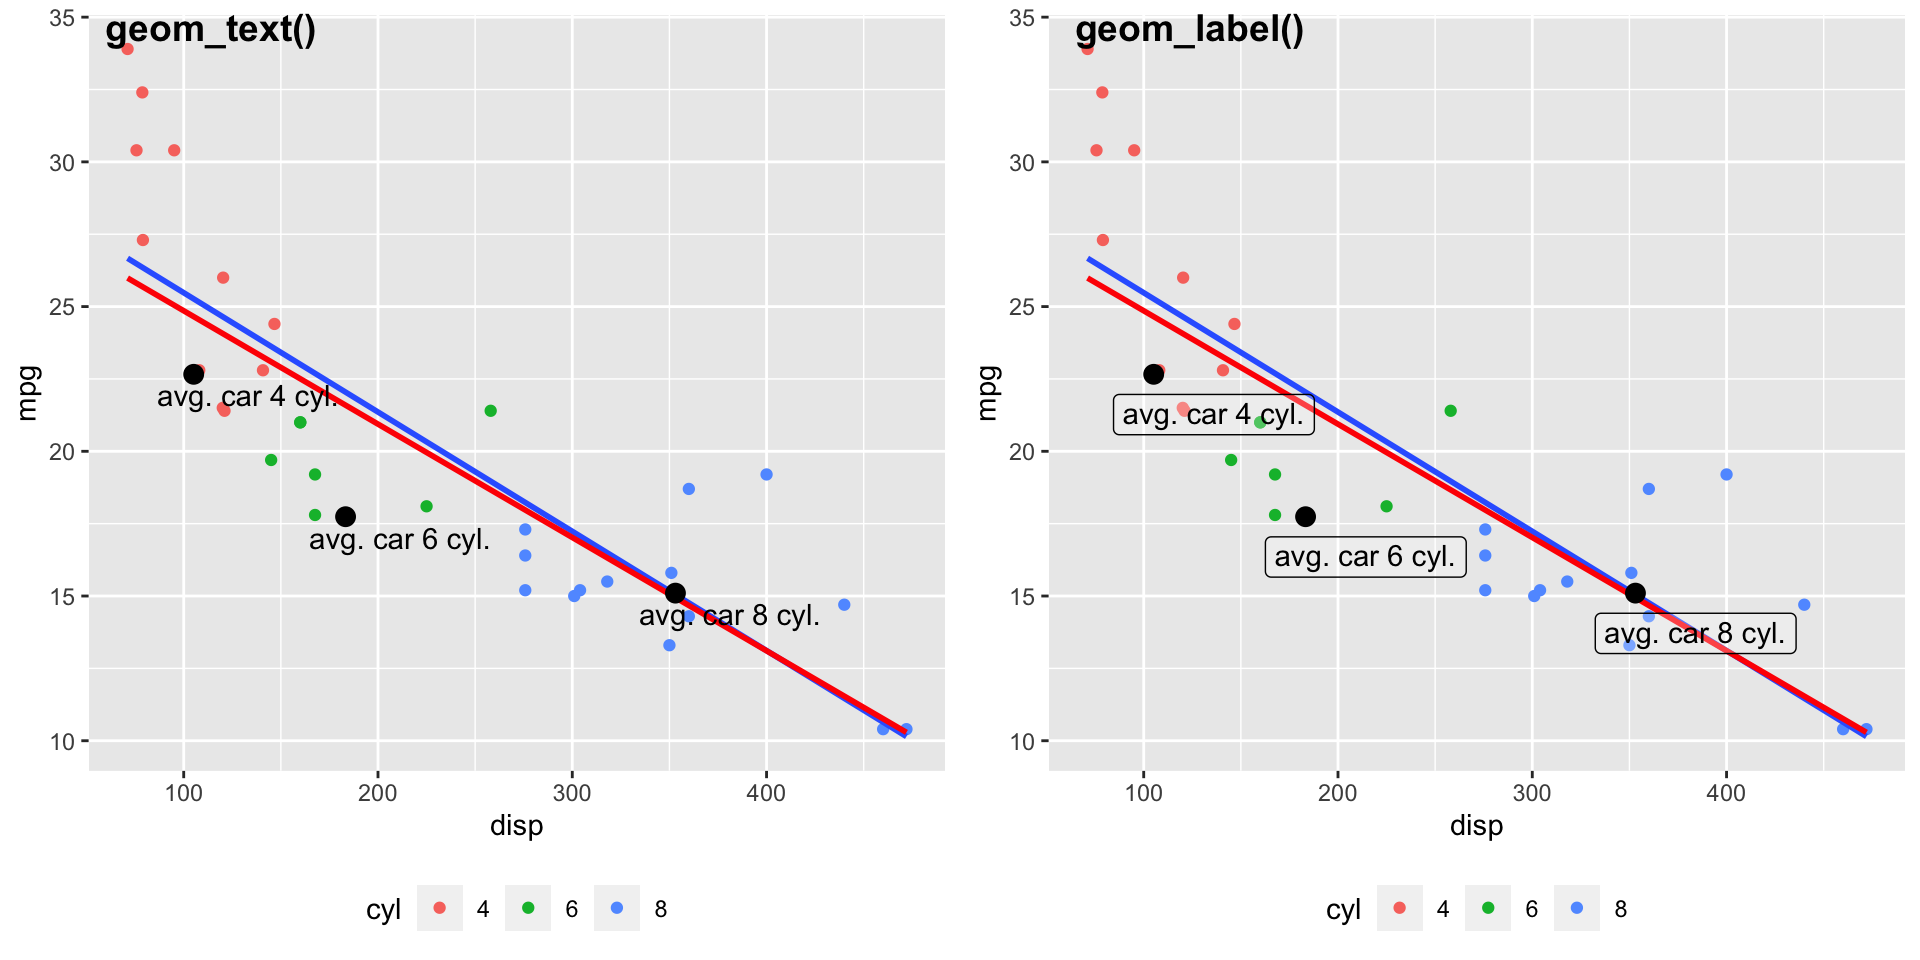 geom_text()
35
30
25
20
15
10
mpg
avg. car 4 cyl.
avg. car 6 cyl.
avg. car 8 cyl.
100 200 300 400
disp
cyl 4 6 8
geom_label()
35
30
25
20
15
10
mpg
avg. car 4 cyl.
avg. car 6 cyl.
avg. car 8 cyl.
100 200 300 400
disp
cyl 4 6 8